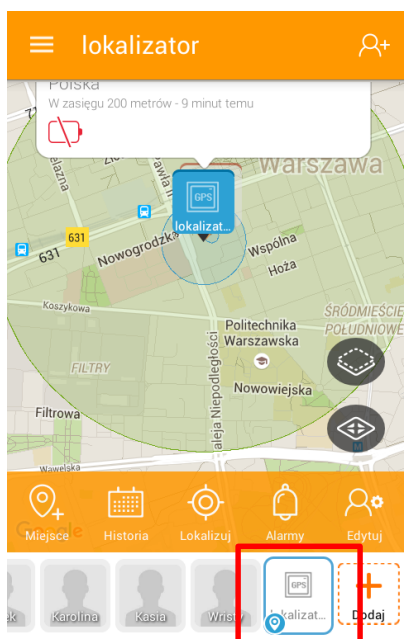 lokalizator
Polska
W zasięgu 200 metrów - 9 minut temu
Warszawa
GPS
lokalizat...
631
631
Nowogrodzka
Wspólna
Hoża
Koszykowa
ŚRÓDMIEŚCIE
POŁUDNIOWE
Politechnika
Warszawska
aleja Niepodległości
FILTRY
Nowowiejska
Filtrowa
Wawelska
Miejsce
Historia
Lokalizuj
Alarmy
Edytuj
Google
Karolina
Kasia
GPS
lokalizat...
Dodaj